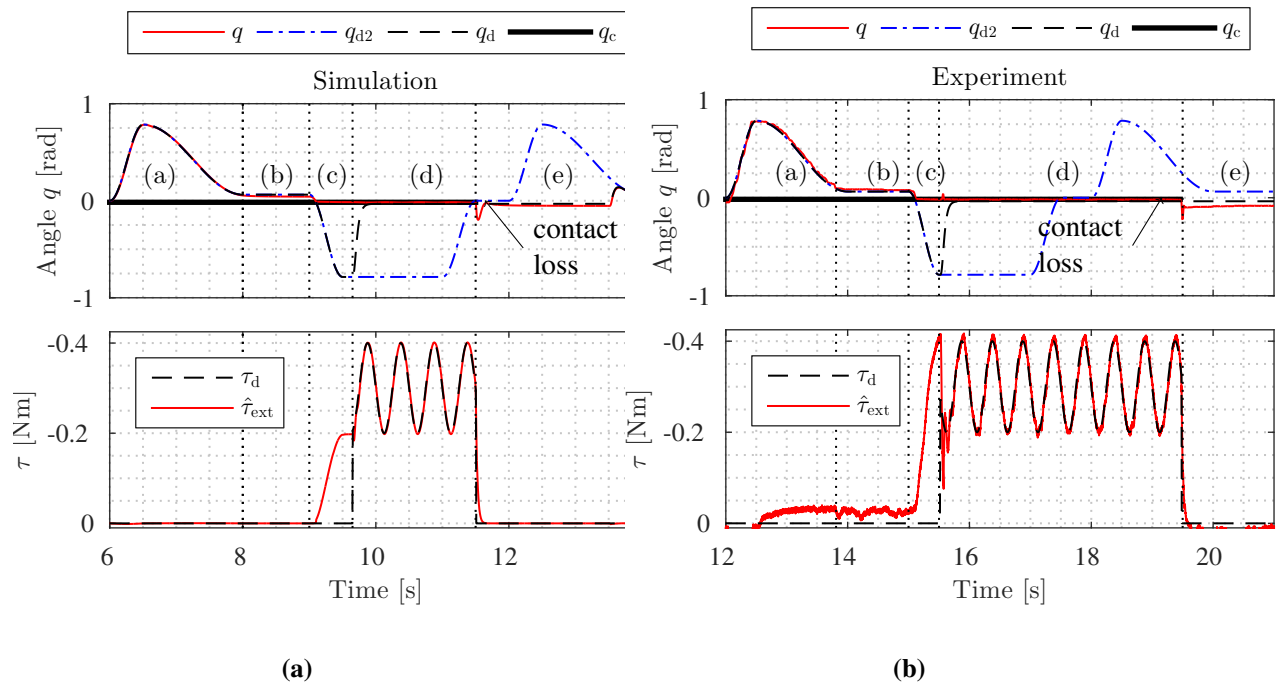 q q_d2 q_d q_c
Simulation
1
0
-1
Angle q [rad]
(a) (b) (c) (d) (e)
contact
loss
-0.4
-0.2
0
τ [Nm]
τ_d
τ̂_ext
6 8 10 12
Time [s]
(a)
q q_d2 q_d q_c
Experiment
1
0
-1
Angle q [rad]
(a) (b) (c) (d) (e)
contact
loss
-0.4
-0.2
0
τ [Nm]
τ_d
τ̂_ext
12 14 16 18 20
Time [s]
(b)